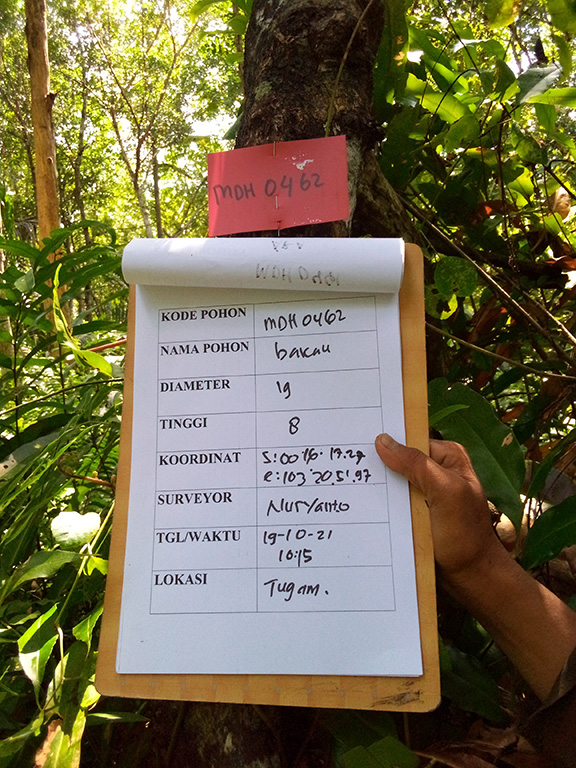 MDH 0462
KODE POHON MDH 0462
NAMA POHON bakau
DIAMETER 19
TINGGI 8
KOORDINAT S:00.16.19.29
e:103.20.51.97
SURVEYOR Nuryanto
TGL/WAKTU 19-10-21
10:15
LOKASI Tugam.